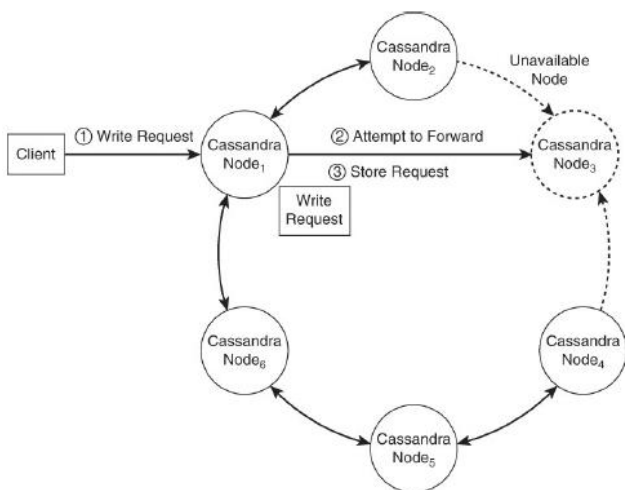 Cassandra
Node₂
Unavailable
Node
Client
① Write Request
Cassandra
Node₁
② Attempt to Forward
③ Store Request
Cassandra
Node₃
Write
Request
Cassandra
Node₆
Cassandra
Node₄
Cassandra
Node₅